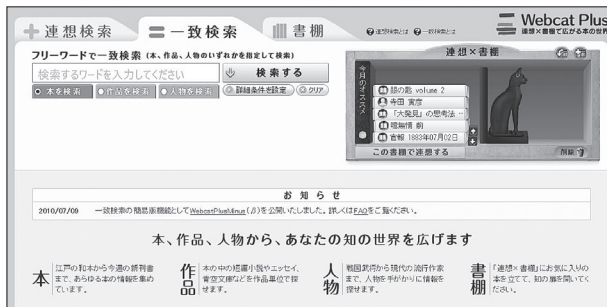 連想検索
一致検索
書棚
連想検索とは
一致検索とは
Webcat Plus
連想×書棚で広がる本の世界
フリーワードで一致検索 (本、作品、人物のいずれかを指定して検索)
検索するワードを入力してください
検索する
本を検索
作品を検索
人物を検索
詳細条件を設定
クリア
連想×書棚
今月のオススメ
銀の匙 volume 2
寺田 寅彦
「大発見」の思考法
官報 1883年07月02日
この書棚で連想する
削除
お知らせ
2010/07/09 一致検索の簡易版機能としてWebcatPlusMinus(β)を公開いたしました。詳しくはFAQをご覧ください。
本、作品、人物から、あなたの知の世界を広げます
本
江戸の和本から今週の新刊書
まで、あらゆる本の情報を集め
ています。
作品
本の中の短篇小説やエッセイ、
青空文庫などを作品単位で探
せます。
人物
戦国武将から現代の流行作家
まで、人物を手がかりに情報を
探せます。
書棚
「連想×書棚」にお気に入りの
本を立てて、知の扉を開いてく
ださい。